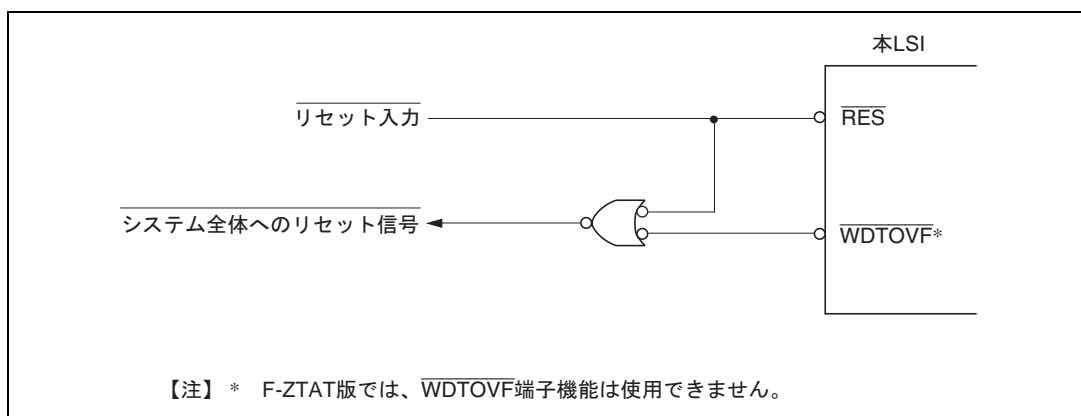 本LSI
リセット入力
RES
システム全体へのリセット信号
WDTOVF*
【注】 * F-ZTAT版では、WDTOVF端子機能は使用できません。